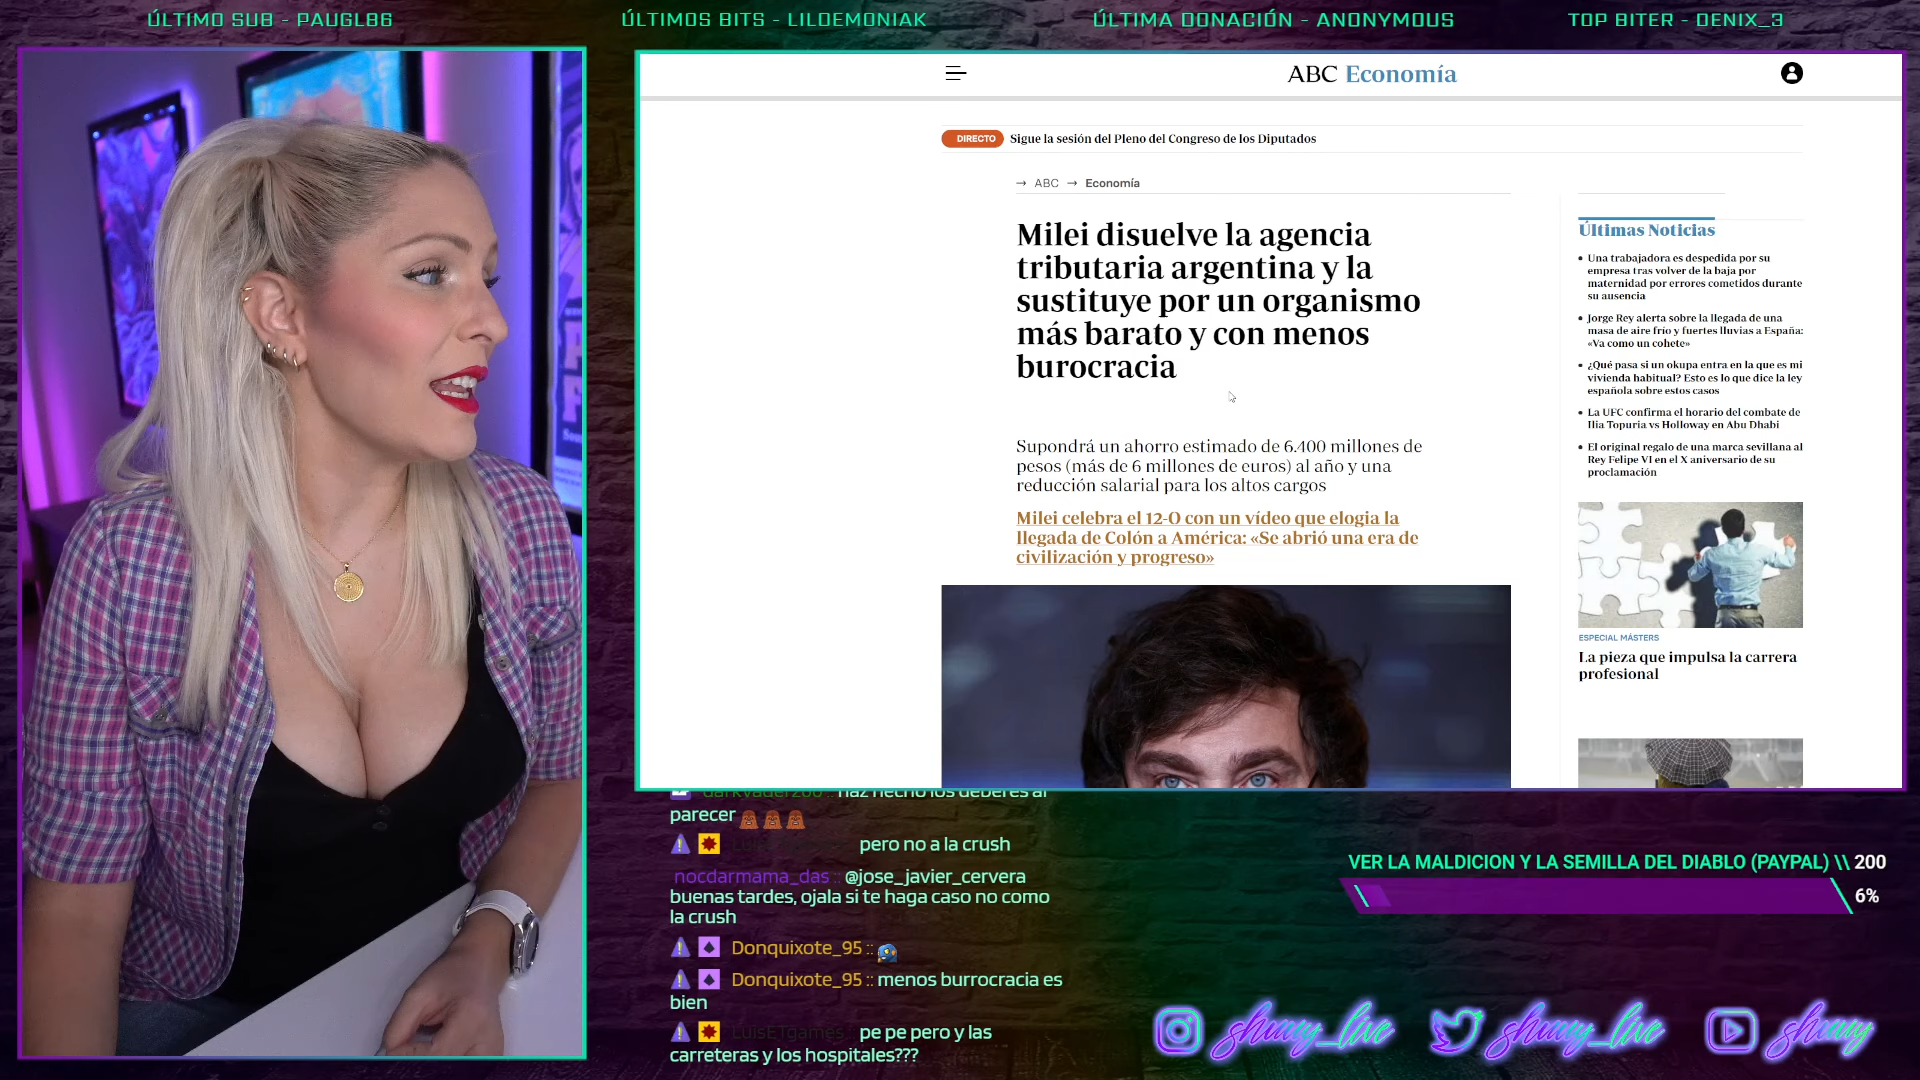 ÚLTIMO SUB - PAUGL86
ÚLTIMOS BITS - LILDEMONIAK
ÚLTIMA DONACIÓN - ANONYMOUS
TOP BITER - DENIX_3
ABC Economía
DIRECTO Sigue la sesión del Pleno del Congreso de los Diputados
→ ABC → Economía
Milei disuelve la agencia
tributaria argentina y la
sustituye por un organismo
más barato y con menos
burocracia
Supondrá un ahorro estimado de 6.400 millones de
pesos (más de 6 millones de euros) al año y una
reducción salarial para los altos cargos
Milei celebra el 12-O con un vídeo que elogia la
llegada de Colón a América: «Se abrió una era de
civilización y progreso»
Últimas Noticias
• Una trabajadora es despedida por su
empresa tras volver de la baja por
maternidad por errores cometidos durante
su ausencia
• Jorge Rey alerta sobre la llegada de una
masa de aire frío y fuertes lluvias a España:
«Va como un cohete»
• ¿Qué pasa si un okupa entra en la que es mi
vivienda habitual? Esto es lo que dice la ley
española sobre estos casos
• La UFC confirma el horario del combate de
Ilia Topuria vs Holloway en Abu Dhabi
• El original regalo de una marca sevillana al
Rey Felipe VI en el X aniversario de su
proclamación
ESPECIAL MÁSTERS
La pieza que impulsa la carrera
profesional
haz hecho los deberes al
parecer
pero no a la crush
nocdarmama_das :: @jose_javier_cervera
buenas tardes, ojala si te haga caso no como
la crush
Donquixote_95 ::
Donquixote_95 :: menos burrocracia es
bien
LuisETgames pe pe pero y las
carreteras y los hospitales???
VER LA MALDICION Y LA SEMILLA DEL DIABLO (PAYPAL) \\ 200
6%
shuuy_live
shuuy_live
shuuy